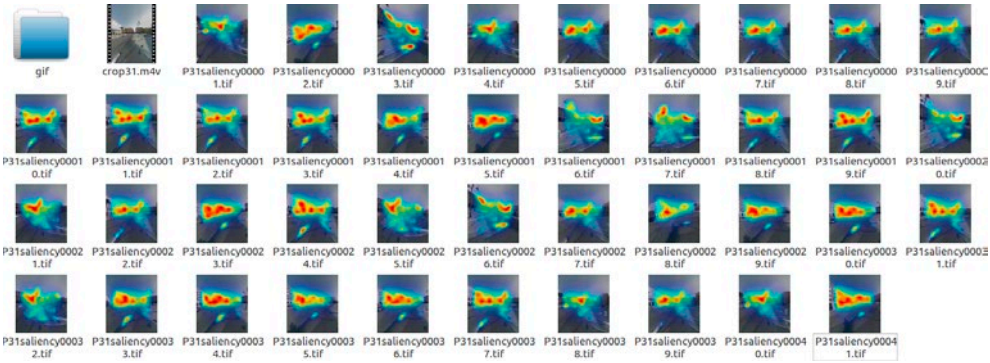 gif
crop31.m4v
P31saliency0000
1.tif
P31saliency0000
2.tif
P31saliency0000
3.tif
P31saliency0000
4.tif
P31saliency0000
5.tif
P31saliency0000
6.tif
P31saliency0000
7.tif
P31saliency0000
8.tif
P31saliency0000
9.tif
P31saliency0001
0.tif
P31saliency0001
1.tif
P31saliency0001
2.tif
P31saliency0001
3.tif
P31saliency0001
4.tif
P31saliency0001
5.tif
P31saliency0001
6.tif
P31saliency0001
7.tif
P31saliency0001
8.tif
P31saliency0001
9.tif
P31saliency0002
0.tif
P31saliency0002
1.tif
P31saliency0002
2.tif
P31saliency0002
3.tif
P31saliency0002
4.tif
P31saliency0002
5.tif
P31saliency0002
6.tif
P31saliency0002
7.tif
P31saliency0002
8.tif
P31saliency0002
9.tif
P31saliency0003
0.tif
P31saliency0003
1.tif
P31saliency0003
2.tif
P31saliency0003
3.tif
P31saliency0003
4.tif
P31saliency0003
5.tif
P31saliency0003
6.tif
P31saliency0003
7.tif
P31saliency0003
8.tif
P31saliency0003
9.tif
P31saliency0004
0.tif
P31saliency0004
1.tif